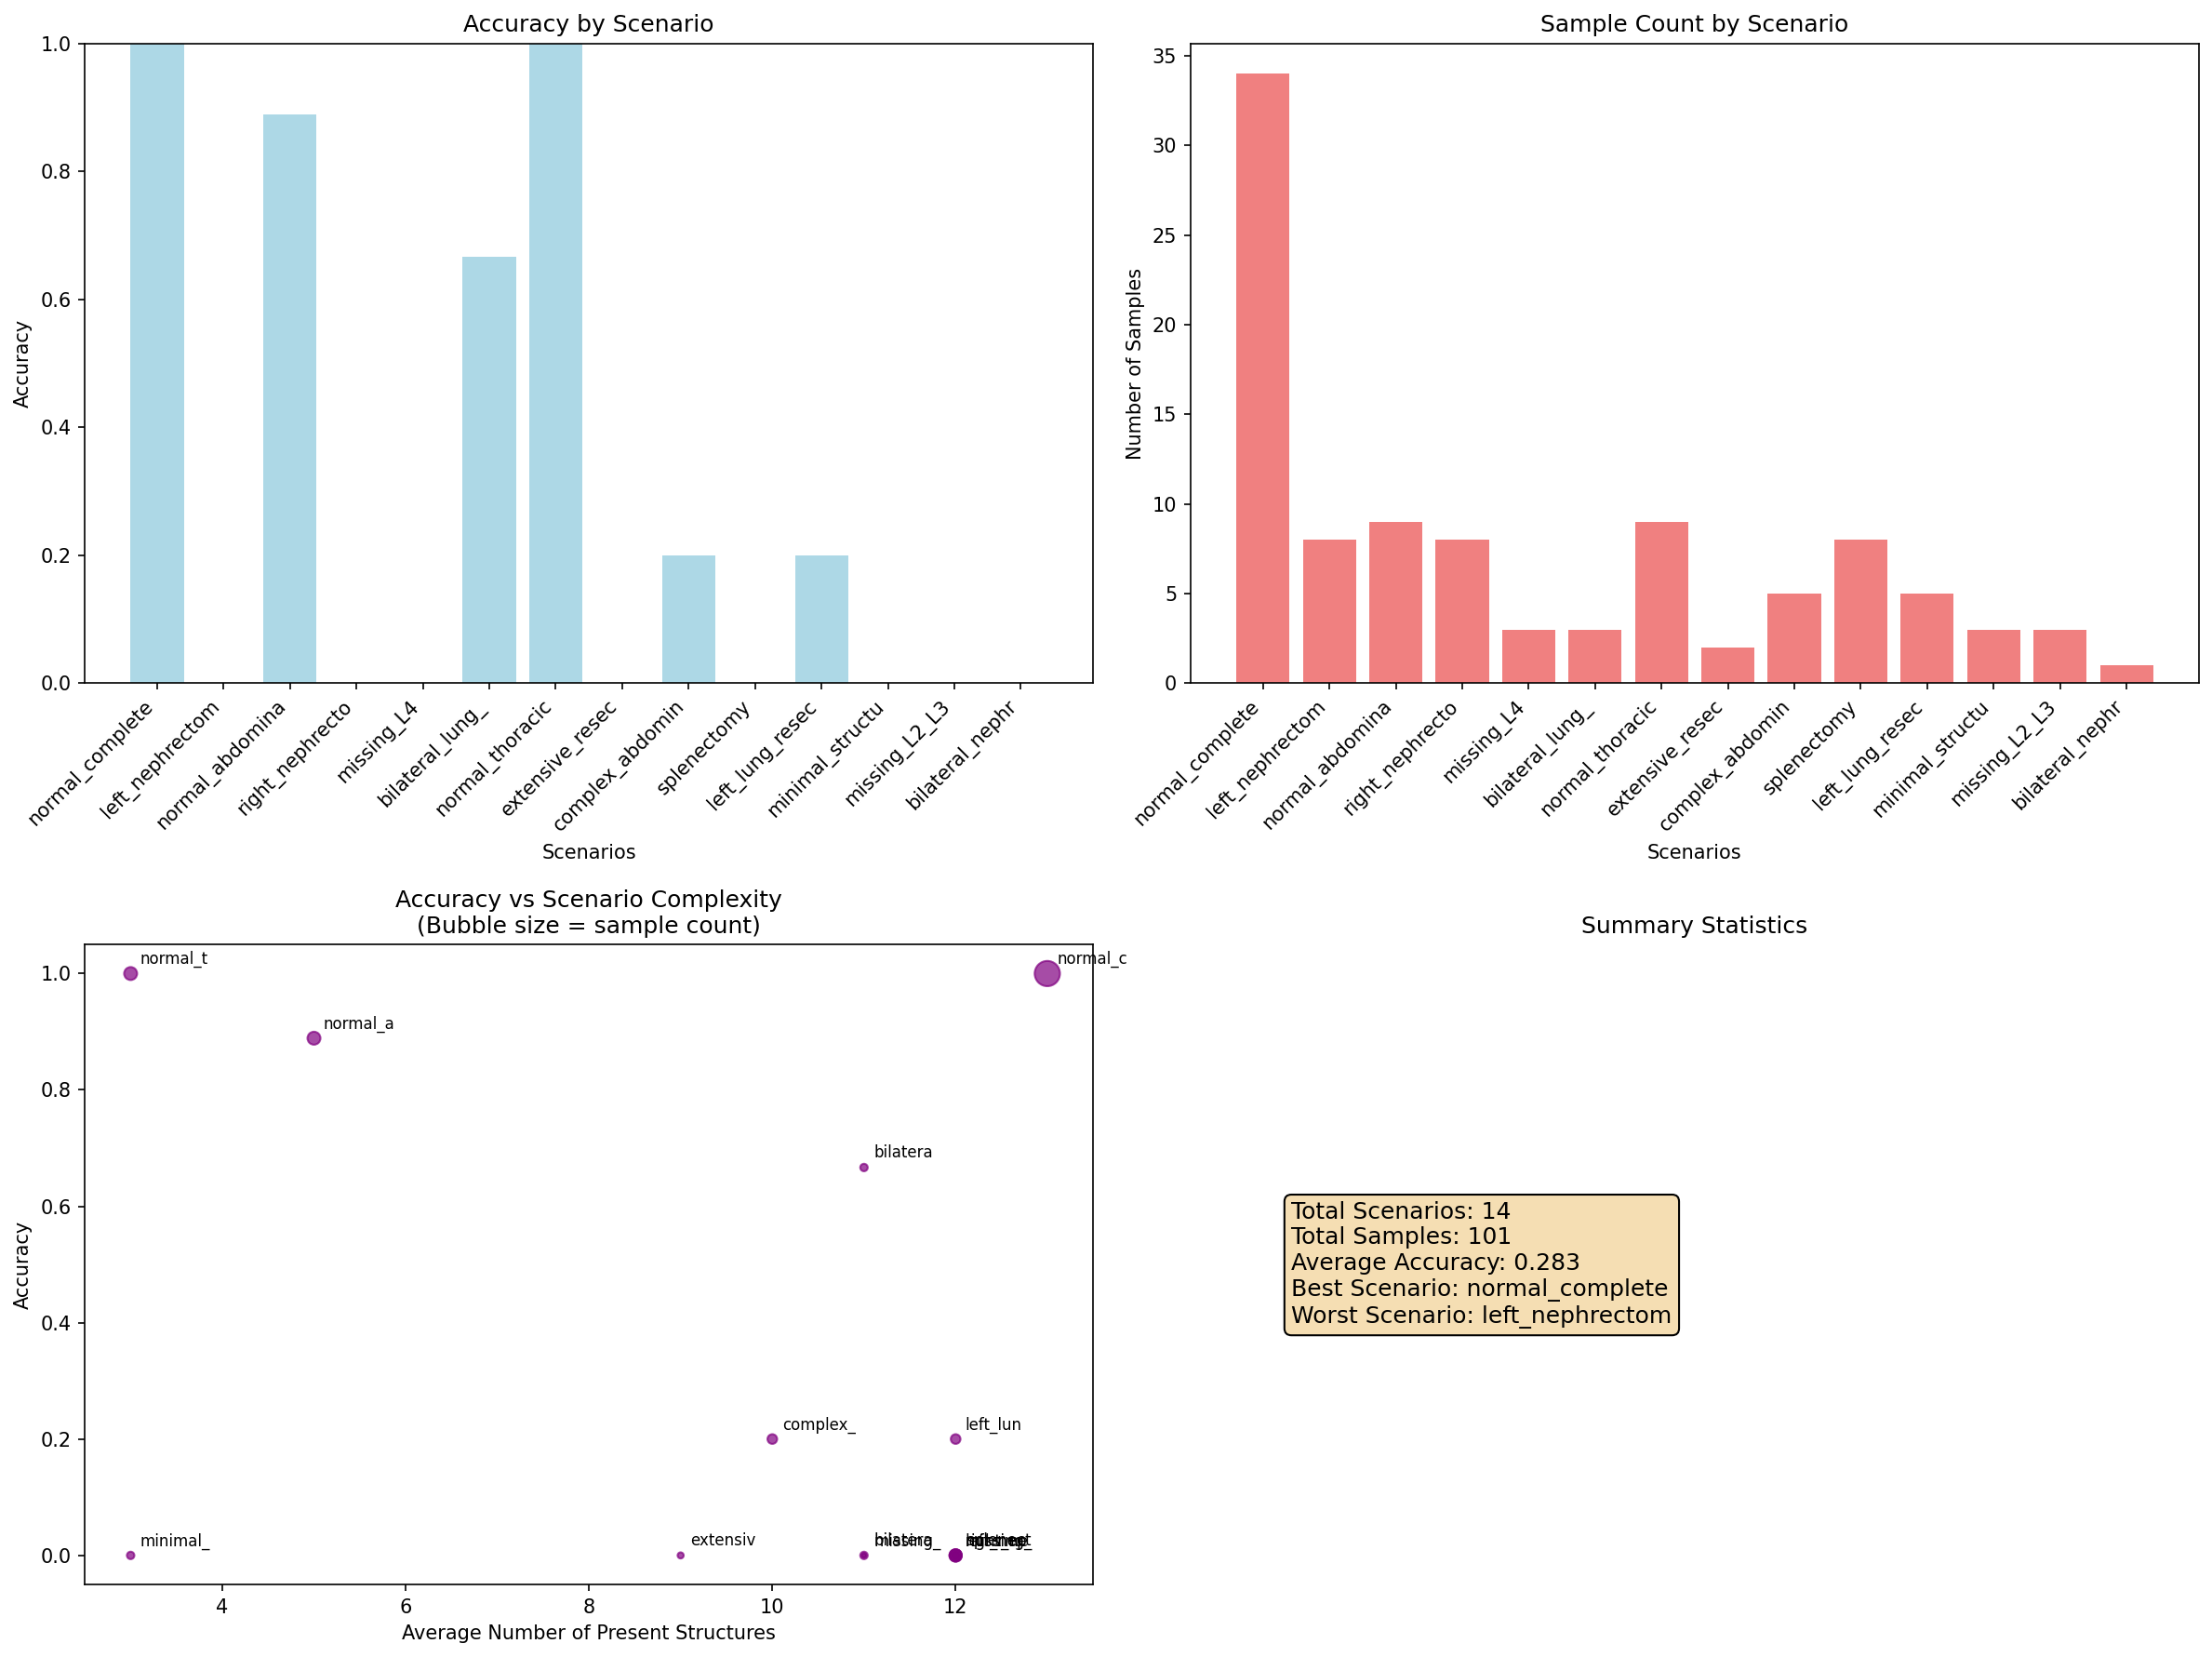 Accuracy by Scenario
1.0
0.8
0.6
0.4
0.2
0.0
Accuracy
normal_complete
left_nephrectom
normal_abdomina
right_nephrecto
missing_L4
bilateral_lung_
normal_thoracic
extensive_resec
complex_abdomin
splenectomy
left_lung_resec
minimal_structu
missing_L2_L3
bilateral_nephr
Scenarios
Sample Count by Scenario
35
30
25
20
15
10
5
0
Number of Samples
normal_complete
left_nephrectom
normal_abdomina
right_nephrecto
missing_L4
bilateral_lung_
normal_thoracic
extensive_resec
complex_abdomin
splenectomy
left_lung_resec
minimal_structu
missing_L2_L3
bilateral_nephr
Scenarios
Accuracy vs Scenario Complexity
(Bubble size = sample count)
1.0
0.8
0.6
0.4
0.2
0.0
Accuracy
normal_t
normal_c
normal_a
bilatera
complex_
left_lun
minimal_
extensiv
bilatera
missing_
4
6
8
10
12
Average Number of Present Structures
Summary Statistics
Total Scenarios: 14
Total Samples: 101
Average Accuracy: 0.283
Best Scenario: normal_complete
Worst Scenario: left_nephrectom